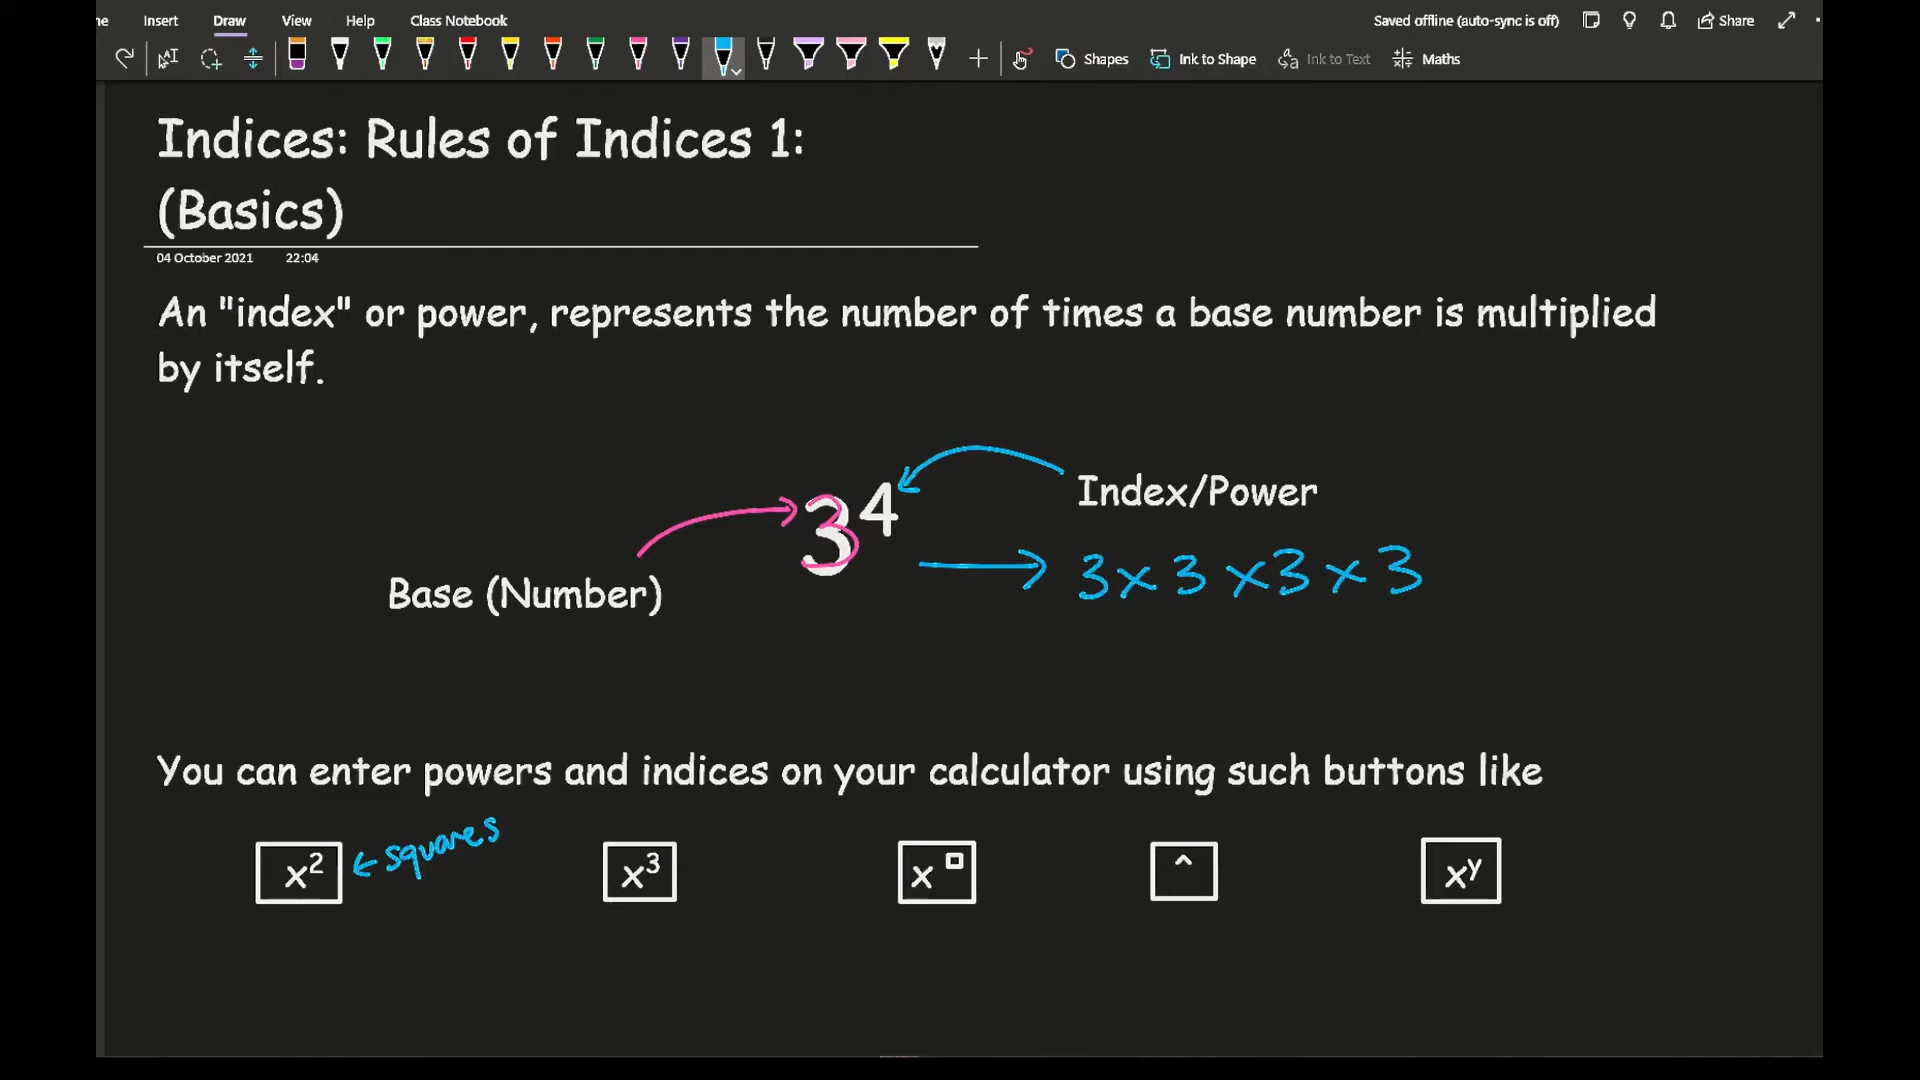 Insert Draw View Help Class Notebook Saved offline (auto-sync is off) Share
Shapes Ink to Shape Ink to Text Maths
Indices: Rules of Indices 1:
(Basics)
04 October 2021 22:04
An "index" or power, represents the number of times a base number is multiplied
by itself.
3⁴
Index/Power
Base (Number)
3 x 3 x 3 x 3
You can enter powers and indices on your calculator using such buttons like
x² ← squares x³ x□ ^ xʸ